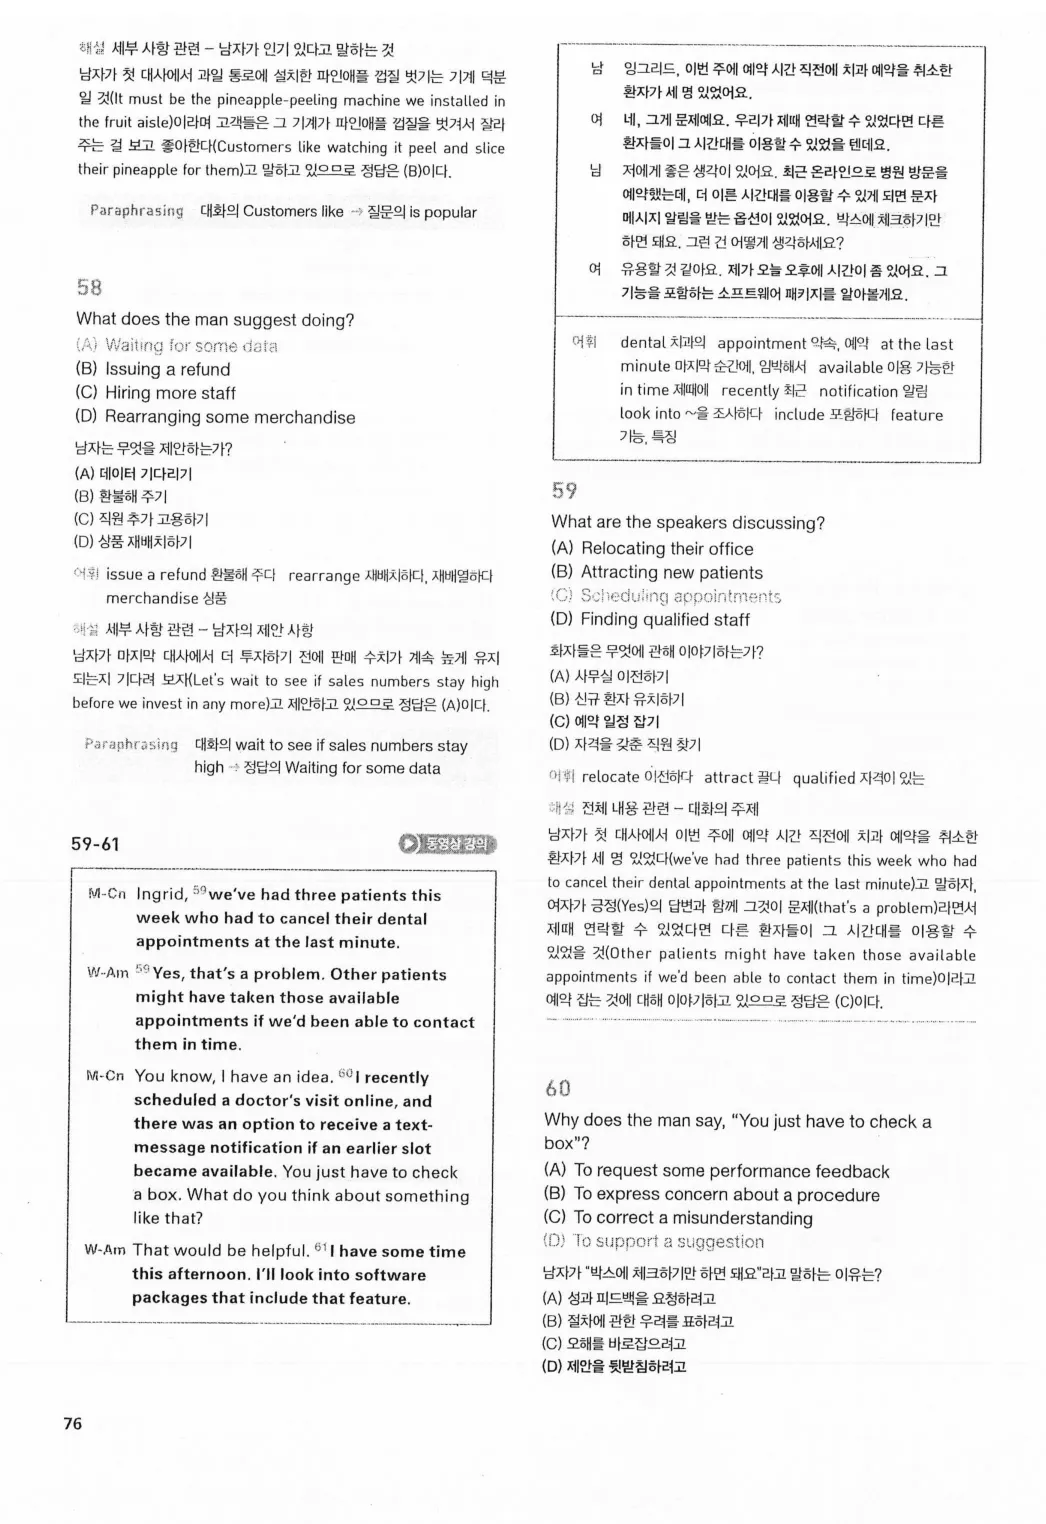 해설 세부 사항 관련 – 남자가 인기 있다고 말하는 것
남자가 첫 대사에서 과일 통로에 설치한 파인애플 껍질 벗기는 기계 덕분
일 것(It must be the pineapple-peeling machine we installed in
the fruit aisle)이라며 고객들은 그 기계가 파인애플 껍질을 벗겨서 잘라
주는 걸 보고 좋아한다(Customers like watching it peel and slice
their pineapple for them)고 말하고 있으므로 정답은 (B)이다.
Paraphrasing 대화의 Customers like → 질문의 is popular
58
What does the man suggest doing?
(A) Waiting for some data
(B) Issuing a refund
(C) Hiring more staff
(D) Rearranging some merchandise
남자는 무엇을 제안하는가?
(A) 데이터 기다리기
(B) 환불해 주기
(C) 직원 추가 고용하기
(D) 상품 재배치하기
어휘 issue a refund 환불해 주다 rearrange 재배치하다, 재배열하다
merchandise 상품
해설 세부 사항 관련 – 남자의 제안 사항
남자가 마지막 대사에서 더 투자하기 전에 판매 수치가 계속 높게 유지
되는지 기다려 보자(Let's wait to see if sales numbers stay high
before we invest in any more)고 제안하고 있으므로 정답은 (A)이다.
Paraphrasing 대화의 wait to see if sales numbers stay
high → 정답의 Waiting for some data
59-61 동영상 강의
M-Cn Ingrid, 59we've had three patients this
week who had to cancel their dental
appointments at the last minute.
W-Am 59Yes, that's a problem. Other patients
might have taken those available
appointments if we'd been able to contact
them in time.
M-Cn You know, I have an idea. 60I recently
scheduled a doctor's visit online, and
there was an option to receive a text-
message notification if an earlier slot
became available. You just have to check
a box. What do you think about something
like that?
W-Am That would be helpful. 61I have some time
this afternoon. I'll look into software
packages that include that feature.
76
남 잉그리드, 이번 주에 예약 시간 직전에 치과 예약을 취소한
환자가 세 명 있었어요.
여 네, 그게 문제예요. 우리가 제때 연락할 수 있었다면 다른
환자들이 그 시간대를 이용할 수 있었을 텐데요.
남 저에게 좋은 생각이 있어요. 최근 온라인으로 병원 방문을
예약했는데, 더 이른 시간대를 이용할 수 있게 되면 문자
메시지 알림을 받는 옵션이 있었어요. 박스에 체크하기만
하면 돼요. 그런 건 어떻게 생각하세요?
여 유용할 것 같아요. 제가 오늘 오후에 시간이 좀 있어요. 그
기능을 포함하는 소프트웨어 패키지를 알아볼게요.
어휘 dental 치과의 appointment 약속, 예약 at the last
minute 마지막 순간에, 임박해서 available 이용 가능한
in time 제때에 recently 최근 notification 알림
look into ~을 조사하다 include 포함하다 feature
기능, 특징
59
What are the speakers discussing?
(A) Relocating their office
(B) Attracting new patients
(C) Scheduling appointments
(D) Finding qualified staff
화자들은 무엇에 관해 이야기하는가?
(A) 사무실 이전하기
(B) 신규 환자 유치하기
(C) 예약 일정 잡기
(D) 자격을 갖춘 직원 찾기
어휘 relocate 이전하다 attract 끌다 qualified 자격이 있는
해설 전체 내용 관련 – 대화의 주제
남자가 첫 대사에서 이번 주에 예약 시간 직전에 치과 예약을 취소한
환자가 세 명 있었다(we've had three patients this week who had
to cancel their dental appointments at the last minute)고 말하자,
여자가 긍정(Yes)의 답변과 함께 그것이 문제(that's a problem)라면서
제때 연락할 수 있었다면 다른 환자들이 그 시간대를 이용할 수
있었을 것(Other patients might have taken those available
appointments if we'd been able to contact them in time)이라고
예약 잡는 것에 대해 이야기하고 있으므로 정답은 (C)이다.
60
Why does the man say, “You just have to check a
box”?
(A) To request some performance feedback
(B) To express concern about a procedure
(C) To correct a misunderstanding
(D) To support a suggestion
남자가 “박스에 체크하기만 하면 돼요”라고 말하는 이유는?
(A) 성과 피드백을 요청하려고
(B) 절차에 관한 우려를 표하려고
(C) 오해를 바로잡으려고
(D) 제안을 뒷받침하려고